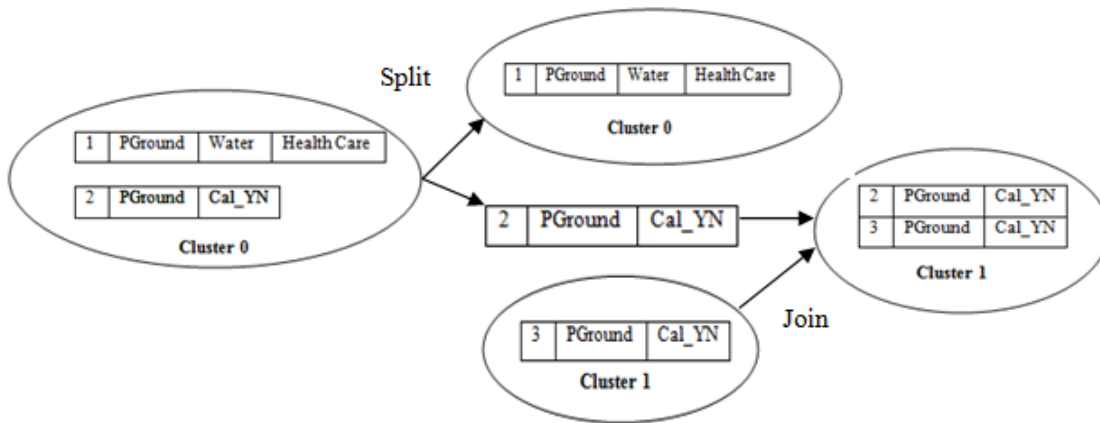 Split
1 PGround Water Health Care
Cluster 0
1 PGround Water Health Care
2 PGround Cal_YN
Cluster 0
2 PGround Cal_YN
2 PGround Cal_YN
3 PGround Cal_YN
Cluster 1
3 PGround Cal_YN
Cluster 1
Join